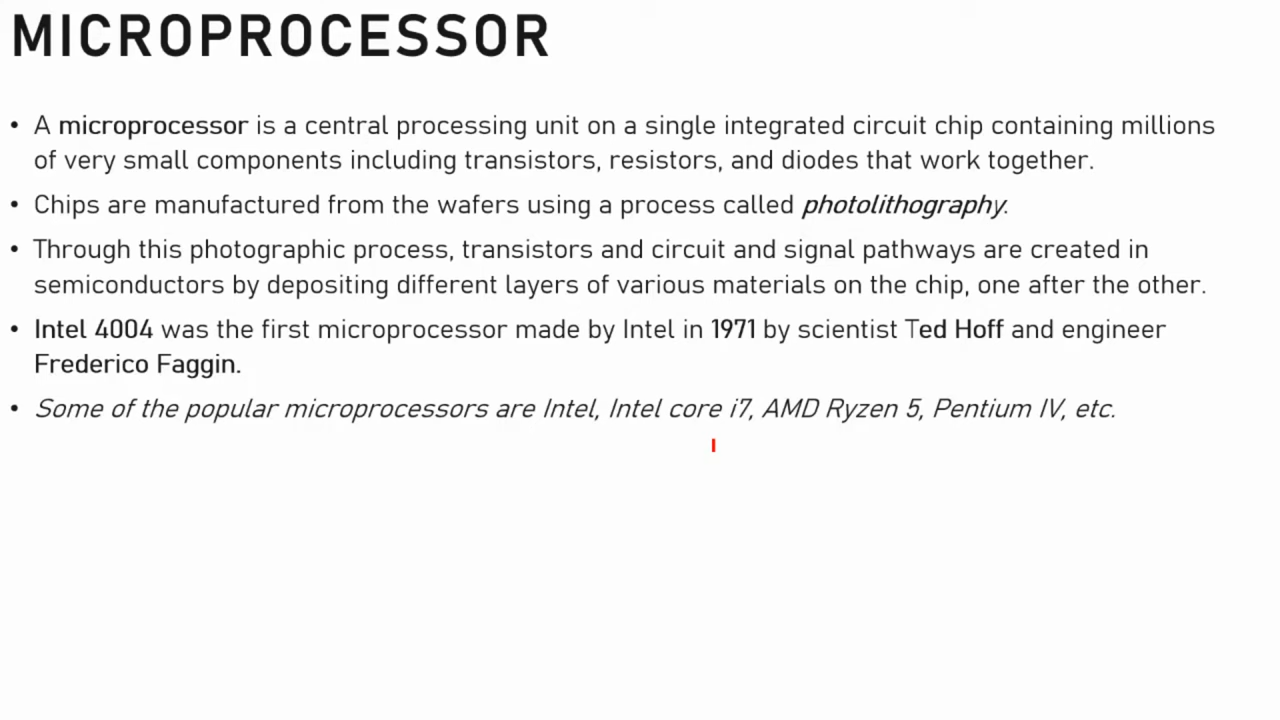 MICROPROCESSOR
• A microprocessor is a central processing unit on a single integrated circuit chip containing millions
of very small components including transistors, resistors, and diodes that work together.
• Chips are manufactured from the wafers using a process called photolithography.
• Through this photographic process, transistors and circuit and signal pathways are created in
semiconductors by depositing different layers of various materials on the chip, one after the other.
• Intel 4004 was the first microprocessor made by Intel in 1971 by scientist Ted Hoff and engineer
Frederico Faggin.
• Some of the popular microprocessors are Intel, Intel core i7, AMD Ryzen 5, Pentium IV, etc.